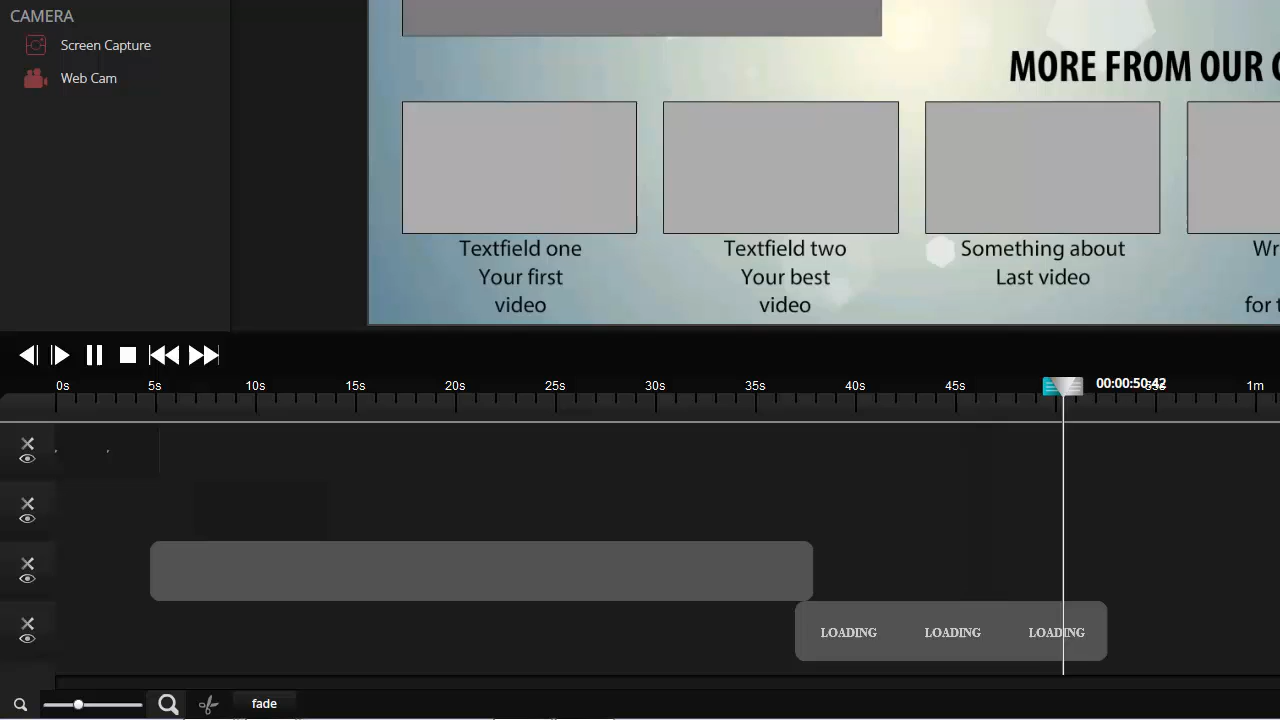 CAMERA
Screen Capture
Web Cam
MORE FROM OUR
Textfield one
Your first
video
Textfield two
Your best
video
Something about
Last video
Wr
for t
0s 5s 10s 15s 20s 25s 30s 35s 40s 45s 00:00:50:42 1m
LOADING LOADING LOADING
fade